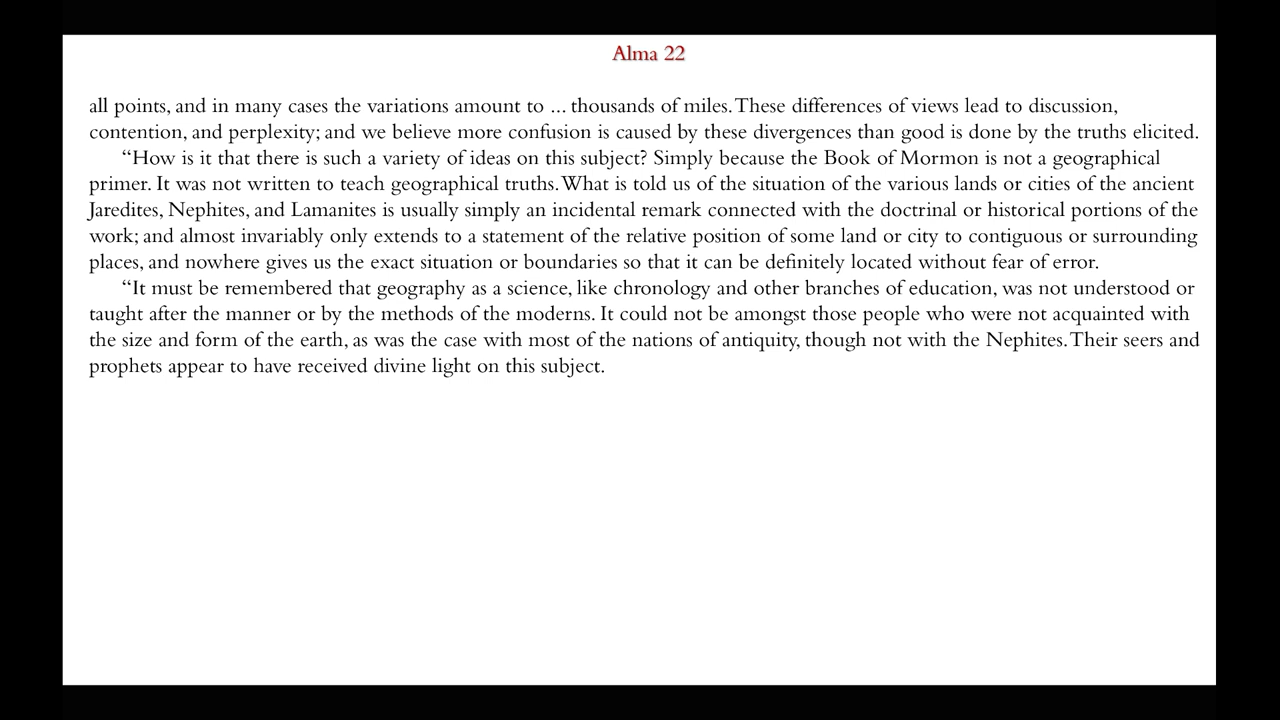 Alma 22
all points, and in many cases the variations amount to ... thousands of miles. These differences of views lead to discussion,
contention, and perplexity; and we believe more confusion is caused by these divergences than good is done by the truths elicited.
“How is it that there is such a variety of ideas on this subject? Simply because the Book of Mormon is not a geographical
primer. It was not written to teach geographical truths. What is told us of the situation of the various lands or cities of the ancient
Jaredites, Nephites, and Lamanites is usually simply an incidental remark connected with the doctrinal or historical portions of the
work; and almost invariably only extends to a statement of the relative position of some land or city to contiguous or surrounding
places, and nowhere gives us the exact situation or boundaries so that it can be definitely located without fear of error.
“It must be remembered that geography as a science, like chronology and other branches of education, was not understood or
taught after the manner or by the methods of the moderns. It could not be amongst those people who were not acquainted with
the size and form of the earth, as was the case with most of the nations of antiquity, though not with the Nephites. Their seers and
prophets appear to have received divine light on this subject.